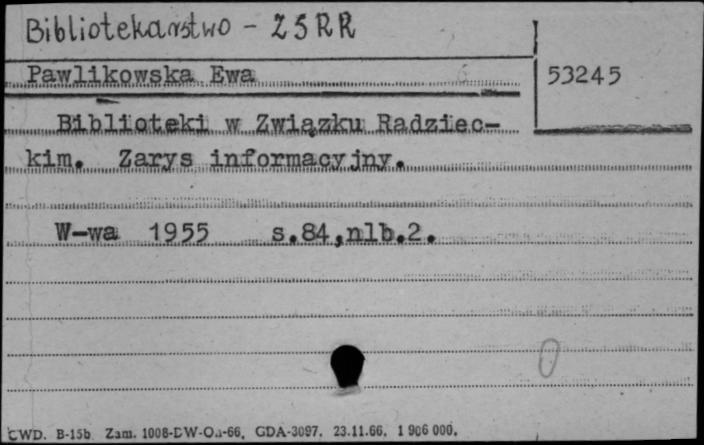 Bibliotekarstwo - ZSRR
Pawlikowska Ewa
53245
Biblioteki w Związku Radziec-
kim. Zarys informacyjny.
W-wa 1955 s.84,nlb.2.
CWD. B-15b Zam. 1008-DW-Oa-66. GDA-3097. 23.11.66. 1 906 000.